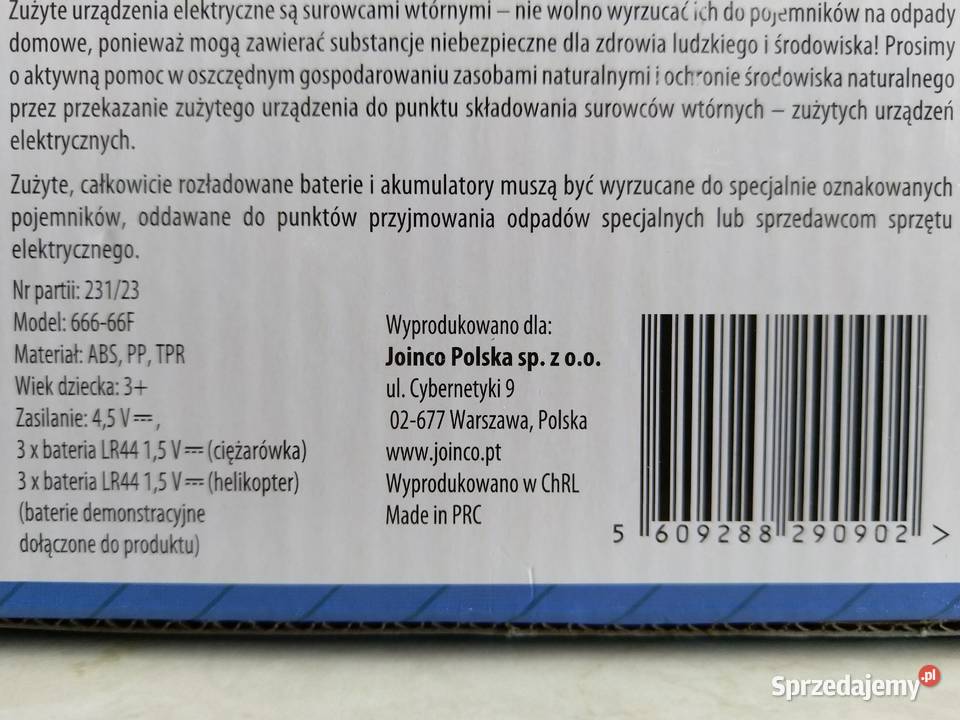 Zużyte urządzenia elektryczne są surowcami wtórnymi – nie wolno wyrzucać ich do pojemników na odpady
domowe, ponieważ mogą zawierać substancje niebezpieczne dla zdrowia ludzkiego i środowiska! Prosimy
o aktywną pomoc w oszczędnym gospodarowaniu zasobami naturalnymi i ochronie środowiska naturalnego
przez przekazanie zużytego urządzenia do punktu składowania surowców wtórnych – zużytych urządzeń
elektrycznych.
Zużyte, całkowicie rozładowane baterie i akumulatory muszą być wyrzucane do specjalnie oznakowanych
pojemników, oddawane do punktów przyjmowania odpadów specjalnych lub sprzedawcom sprzętu
elektrycznego.
Nr partii: 231/23
Model: 666-66F
Materiał: ABS, PP, TPR
Wiek dziecka: 3+
Zasilanie: 4,5 V⎓,
3 x bateria LR44 1,5 V⎓ (ciężarówka)
3 x bateria LR44 1,5 V⎓ (helikopter)
(baterie demonstracyjne
dołączone do produktu)
Wyprodukowano dla:
Joinco Polska sp. z o.o.
ul. Cybernetyki 9
02-677 Warszawa, Polska
www.joinco.pt
Wyprodukowano w ChRL
Made in PRC
5 609288 290902 >
Sprzedajemy.pl